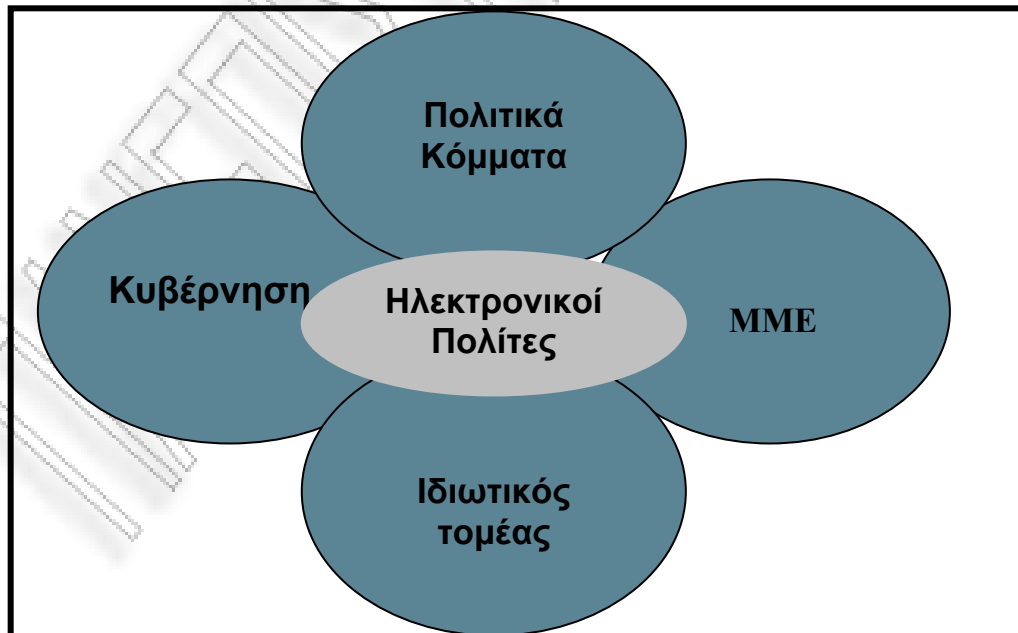 Πολιτικά
Κόμματα
Κυβέρνηση
Ηλεκτρονικοί
Πολίτες
ΜΜΕ
Ιδιωτικός
τομέας